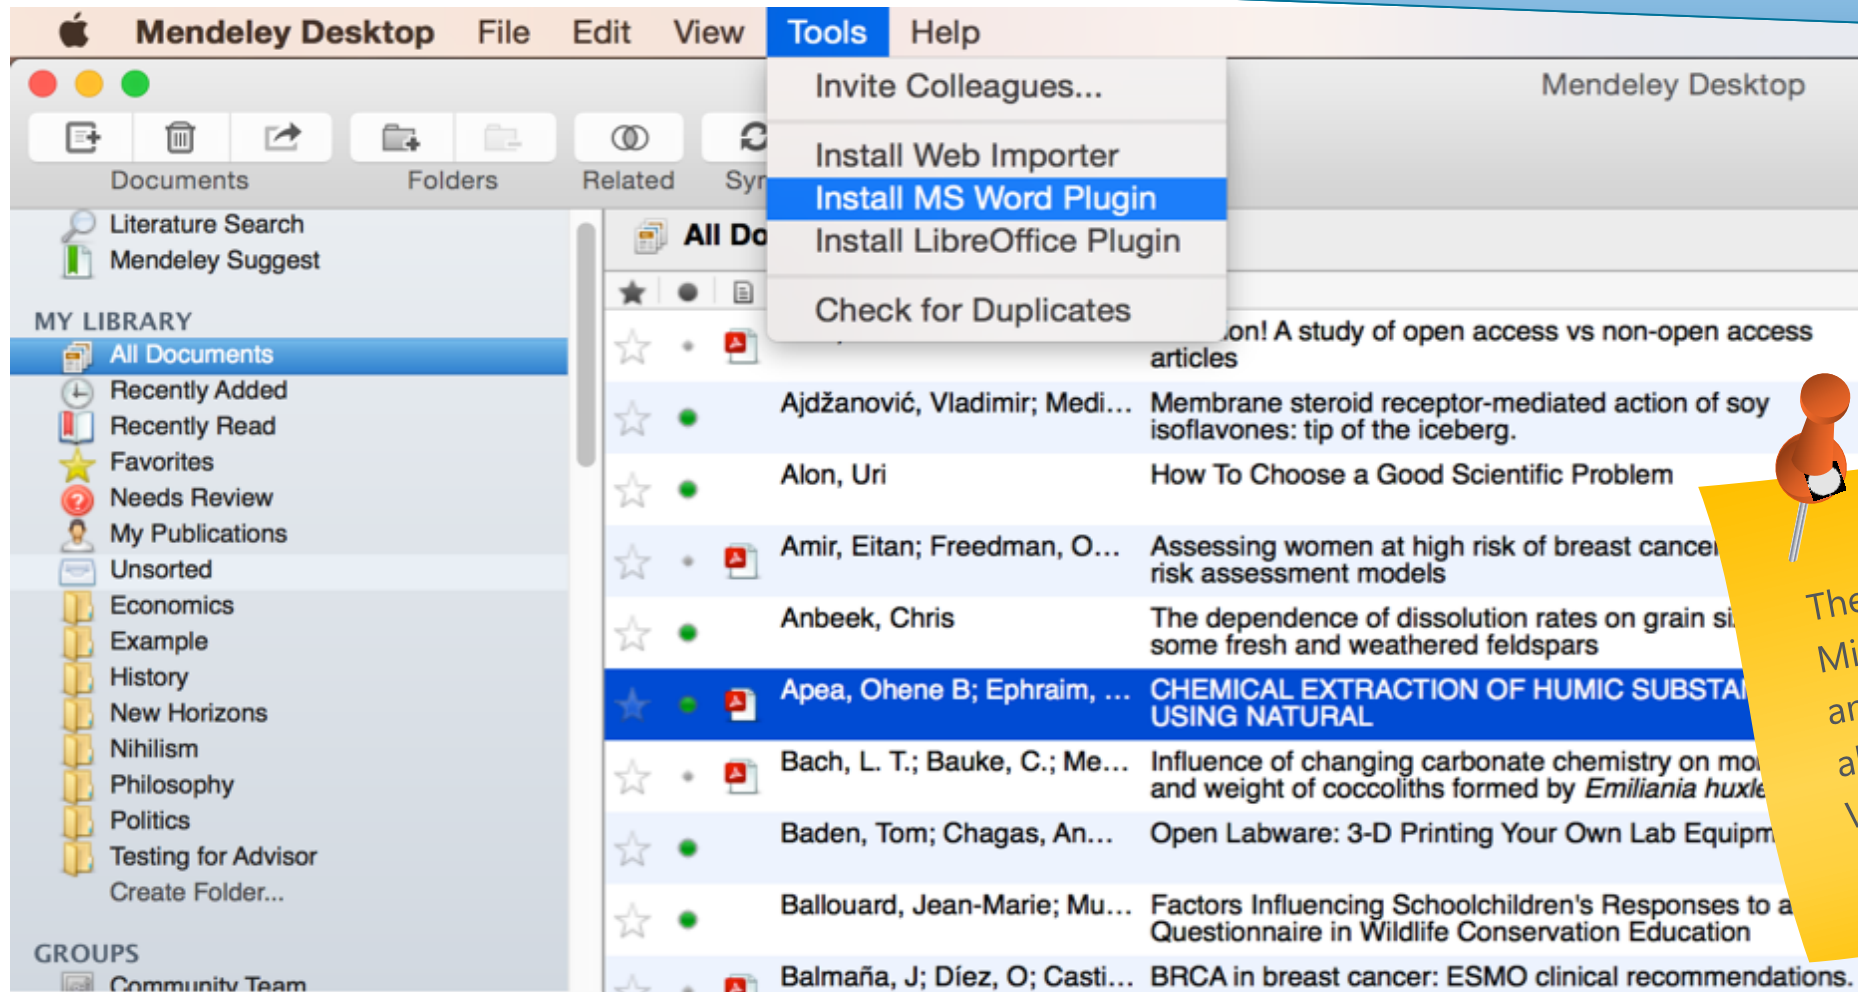 Mendeley Desktop File Edit View Tools Help
Mendeley Desktop
Invite Colleagues...
Install Web Importer
Install MS Word Plugin
Install LibreOffice Plugin
Check for Duplicates
Documents Folders Related
Literature Search
Mendeley Suggest
MY LIBRARY
All Documents
Recently Added
Recently Read
Favorites
Needs Review
My Publications
Unsorted
Economics
Example
History
New Horizons
Nihilism
Philosophy
Politics
Testing for Advisor
Create Folder...
GROUPS
Community Team
All
A study of open access vs non-open access
articles
Ajdžanović, Vladimir; Medi... Membrane steroid receptor-mediated action of soy
isoflavones: tip of the iceberg.
Alon, Uri How To Choose a Good Scientific Problem
Amir, Eitan; Freedman, O... Assessing women at high risk of breast cancer
risk assessment models
Anbeek, Chris The dependence of dissolution rates on grain
some fresh and weathered feldspars
Apea, Ohene B; Ephraim, ... CHEMICAL EXTRACTION OF HUMIC
USING NATURAL
Bach, L. T.; Bauke, C.; Me... Influence of changing carbonate chemistry on
and weight of coccoliths formed by Emiliania
Baden, Tom; Chagas, An... Open Labware: 3-D Printing Your Own Lab
Ballouard, Jean-Marie; Mu... Factors Influencing Schoolchildren's Responses to a
Questionnaire in Wildlife Conservation Education
Balmaña, J; Díez, O; Casti... BRCA in breast cancer: ESMO clinical recommendations.